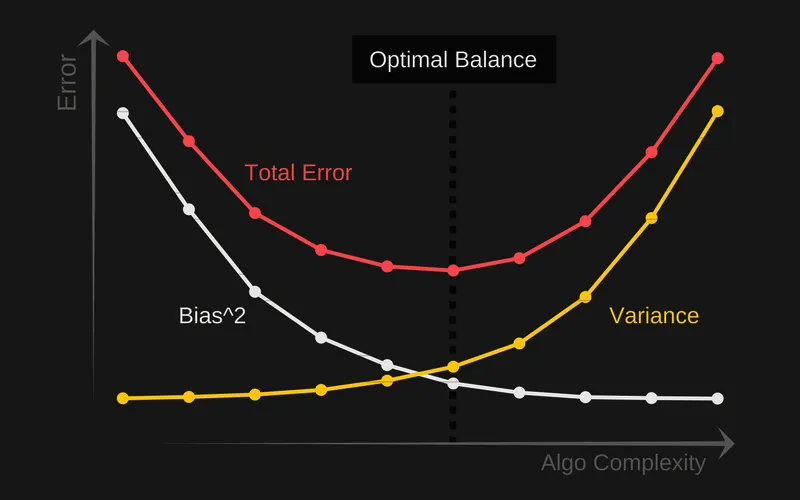 Optimal Balance
Error
Total Error
Bias^2
Variance
Algo Complexity